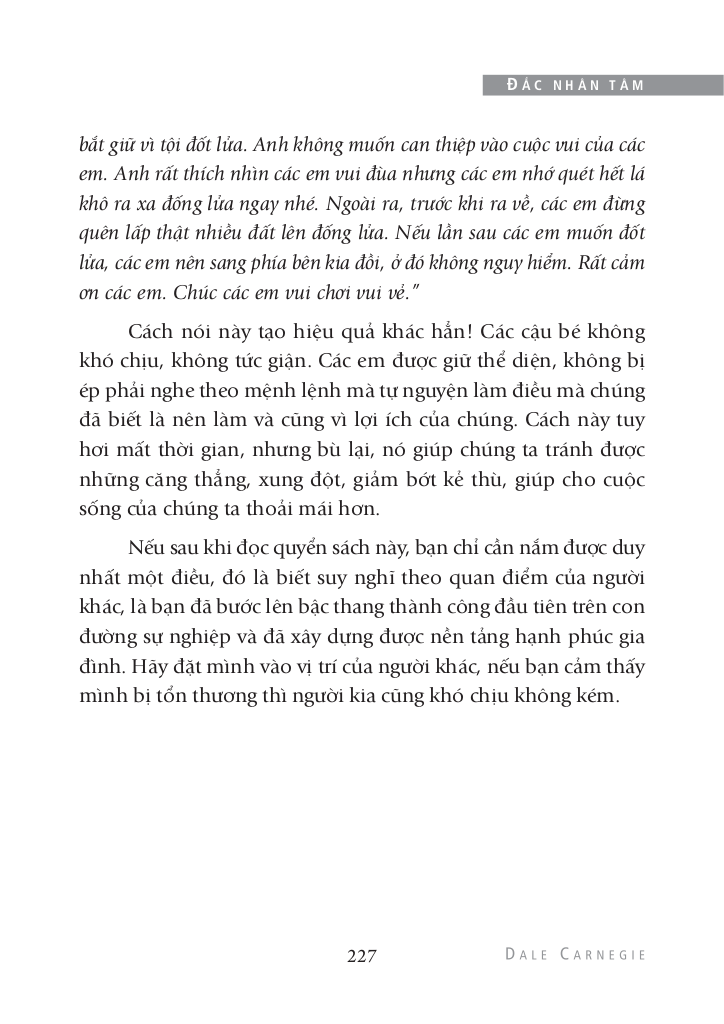 ĐẮC NHÂN TÂM
bắt giữ vì tội đốt lửa. Anh không muốn can thiệp vào cuộc vui của các
em. Anh rất thích nhìn các em vui đùa nhưng các em nhớ quét hết lá
khô ra xa đống lửa ngay nhé. Ngoài ra, trước khi ra về, các em đừng
quên lấp thật nhiều đất lên đống lửa. Nếu lần sau các em muốn đốt
lửa, các em nên sang phía bên kia đồi, ở đó không nguy hiểm. Rất cảm
ơn các em. Chúc các em vui chơi vui vẻ."
Cách nói này tạo hiệu quả khác hẳn! Các cậu bé không
khó chịu, không tức giận. Các em được giữ thể diện, không bị
ép phải nghe theo mệnh lệnh mà tự nguyện làm điều mà chúng
đã biết là nên làm và cũng vì lợi ích của chúng. Cách này tuy
hơi mất thời gian, nhưng bù lại, nó giúp chúng ta tránh được
những căng thẳng, xung đột, giảm bớt kẻ thù, giúp cho cuộc
sống của chúng ta thoải mái hơn.
Nếu sau khi đọc quyển sách này, bạn chỉ cần nắm được duy
nhất một điều, đó là biết suy nghĩ theo quan điểm của người
khác, là bạn đã bước lên bậc thang thành công đầu tiên trên con
đường sự nghiệp và đã xây dựng được nền tảng hạnh phúc gia
đình. Hãy đặt mình vào vị trí của người khác, nếu bạn cảm thấy
mình bị tổn thương thì người kia cũng khó chịu không kém.
227
DALE CARNEGIE